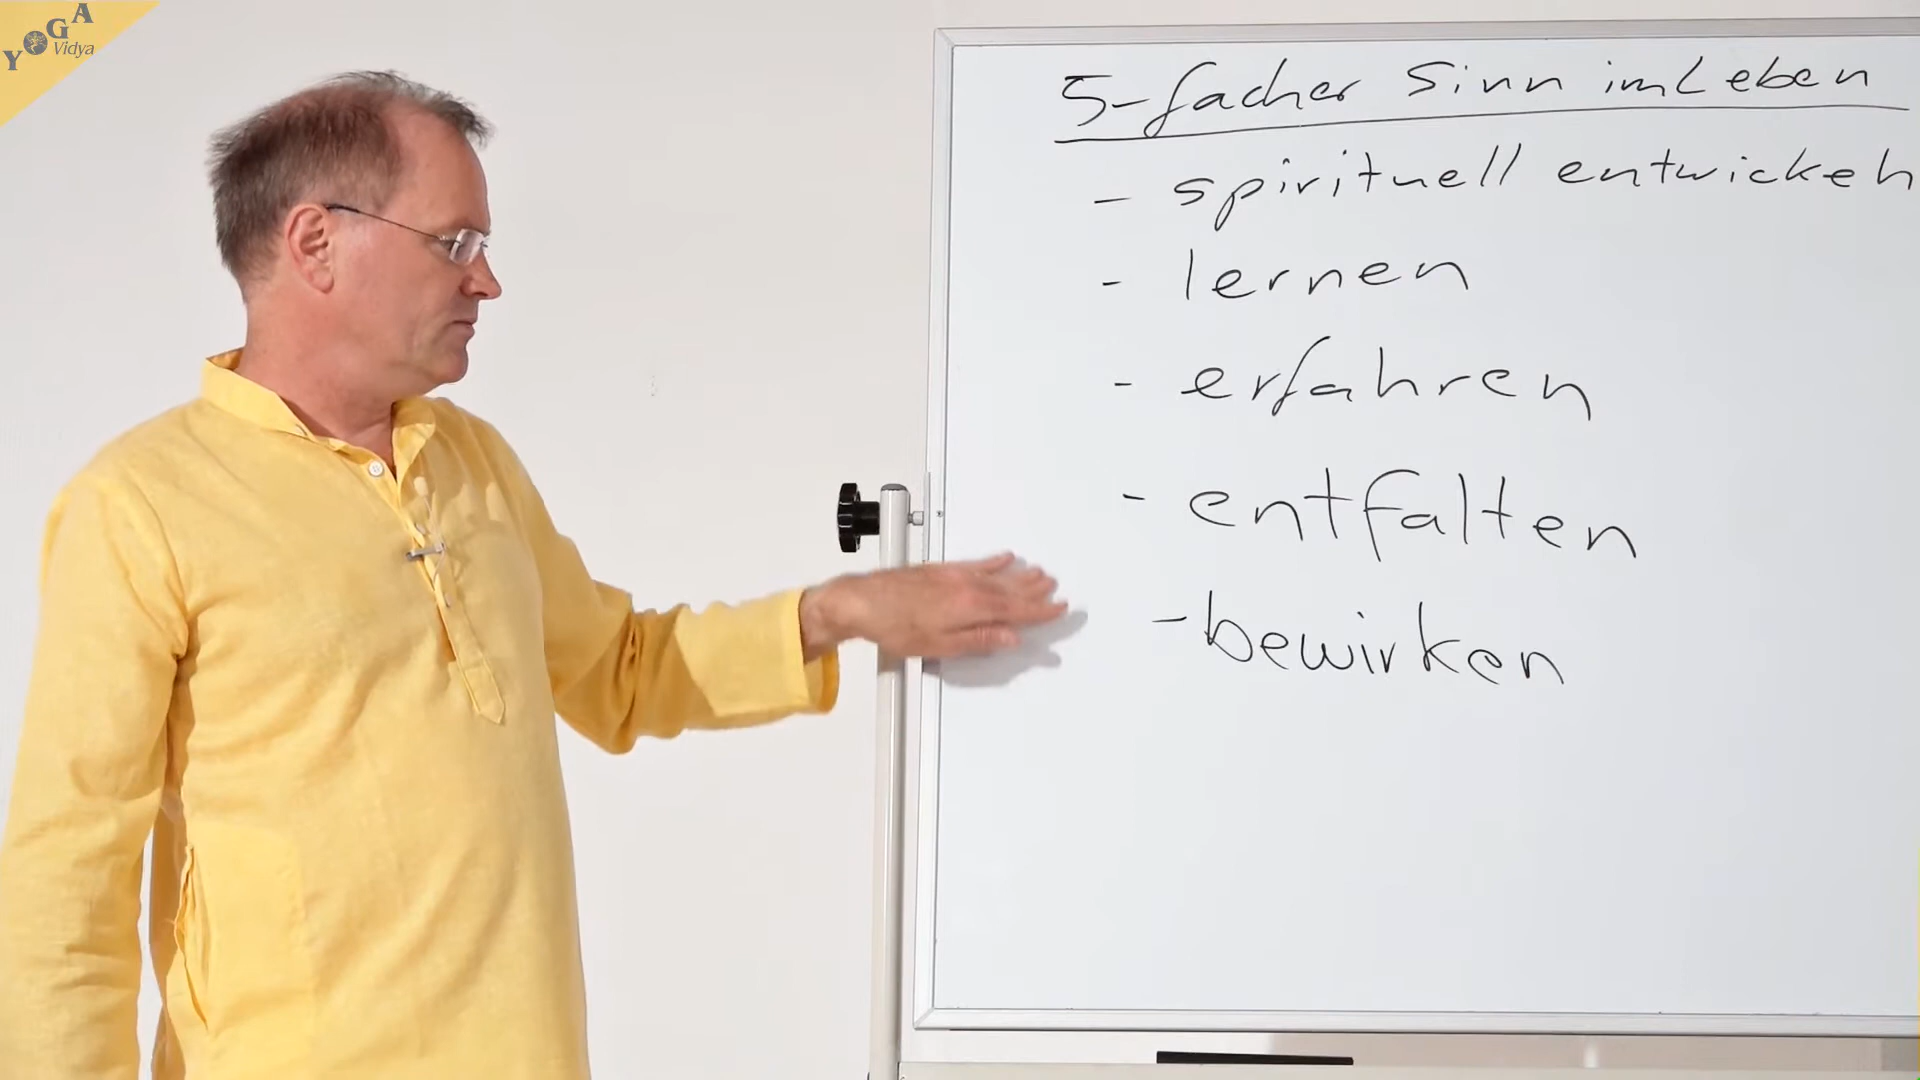 YOGA
Vidya
5-facher Sinn im Leben
- spirituell entwickeln
- lernen
- erfahren
- entfalten
- bewirken